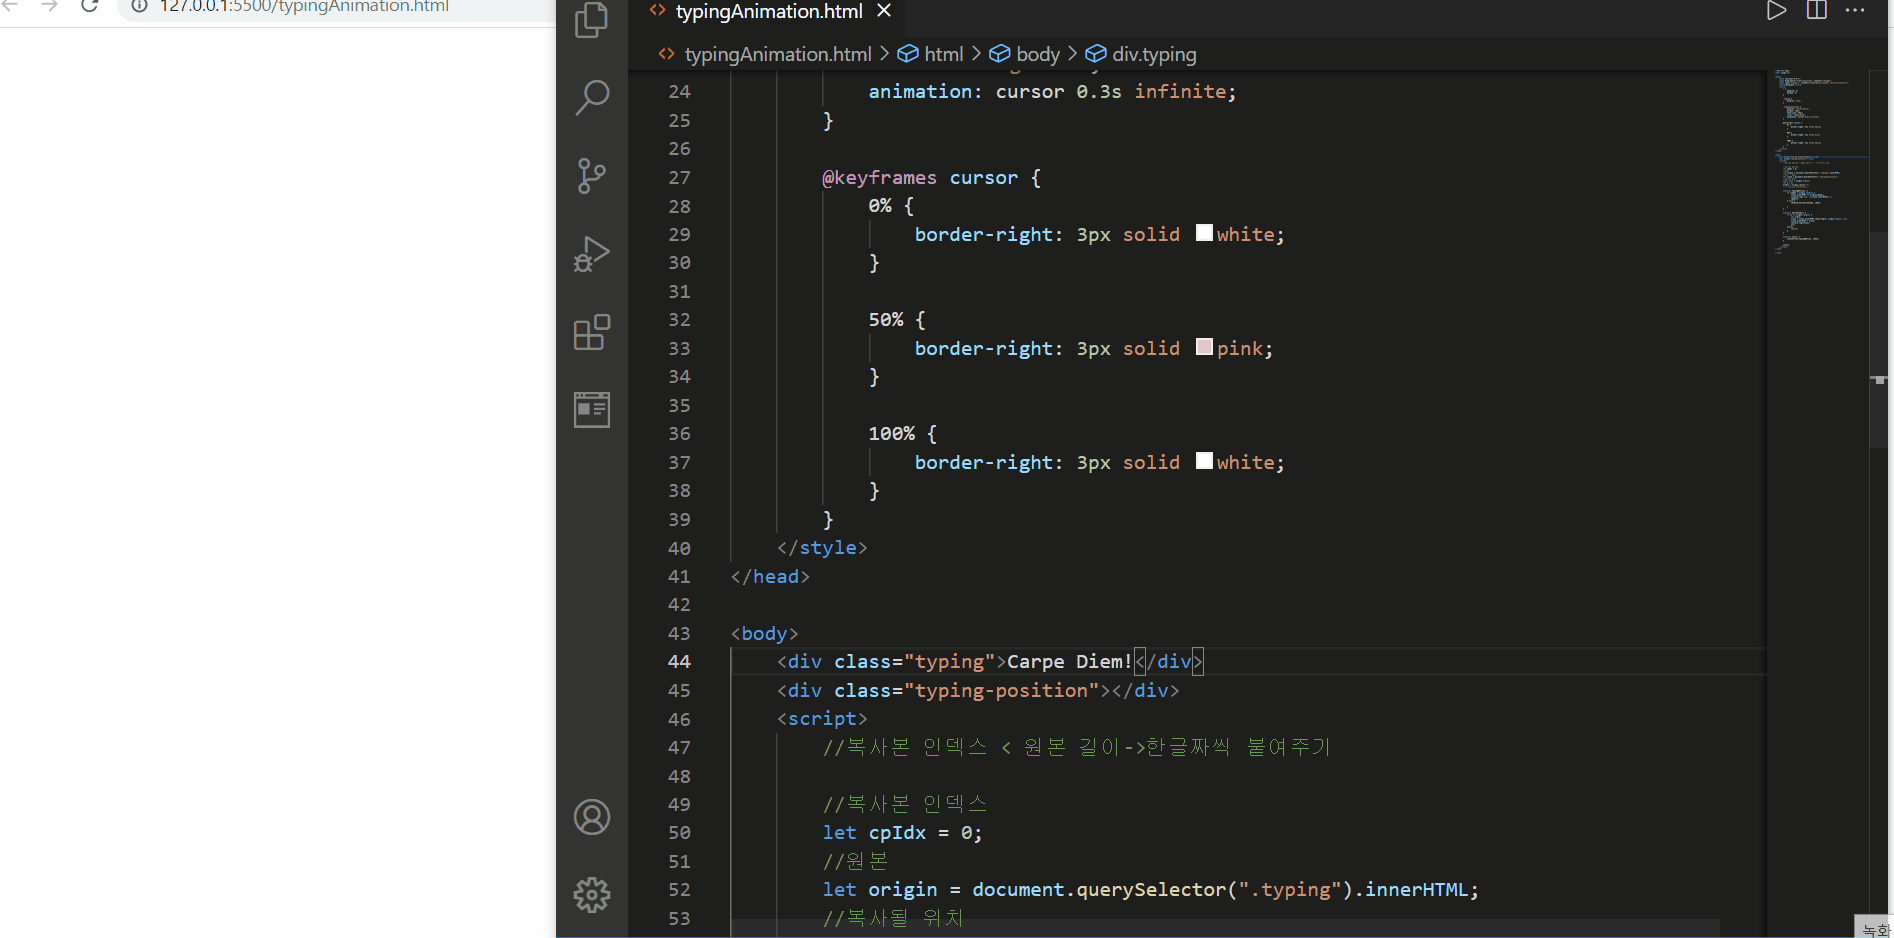 127.0.0.1:5500/typingAnimation.html
typingAnimation.html
typingAnimation.html > html > body > div.typing
24 animation: cursor 0.3s infinite;
25 }
26
27 @keyframes cursor {
28 0% {
29 border-right: 3px solid white;
30 }
31
32 50% {
33 border-right: 3px solid pink;
34 }
35
36 100% {
37 border-right: 3px solid white;
38 }
39 }
40 </style>
41 </head>
42
43 <body>
44 <div class="typing">Carpe Diem!</div>
45 <div class="typing-position"></div>
46 <script>
47 //복사본 인덱스 < 원본 길이->한글짜씩 붙여주기
48
49 //복사본 인덱스
50 let cpIdx = 0;
51 //원본
52 let origin = document.querySelector(".typing").innerHTML;
53 //복사될 위치
녹화